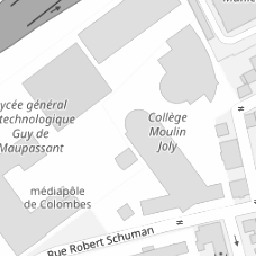 ycée général
technologique
Guy de
Maupassant
Collège
Moulin
Joly
médiapôle
de Colombes
Rue Robert Schuman